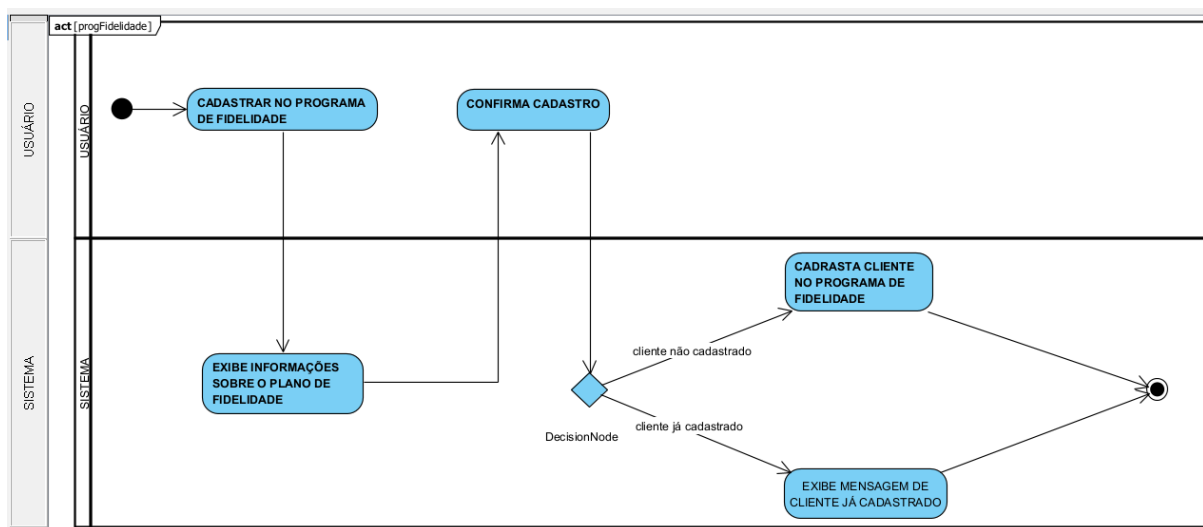 act [progFidelidade]
USUÁRIO
USUÁRIO
CADASTRAR NO PROGRAMA
DE FIDELIDADE
CONFIRMA CADASTRO
SISTEMA
SISTEMA
EXIBE INFORMAÇÕES
SOBRE O PLANO DE
FIDELIDADE
DecisionNode
cliente não cadastrado
cliente já cadastrado
CADRASTA CLIENTE
NO PROGRAMA DE
FIDELIDADE
EXIBE MENSAGEM DE
CLIENTE JÁ CADASTRADO